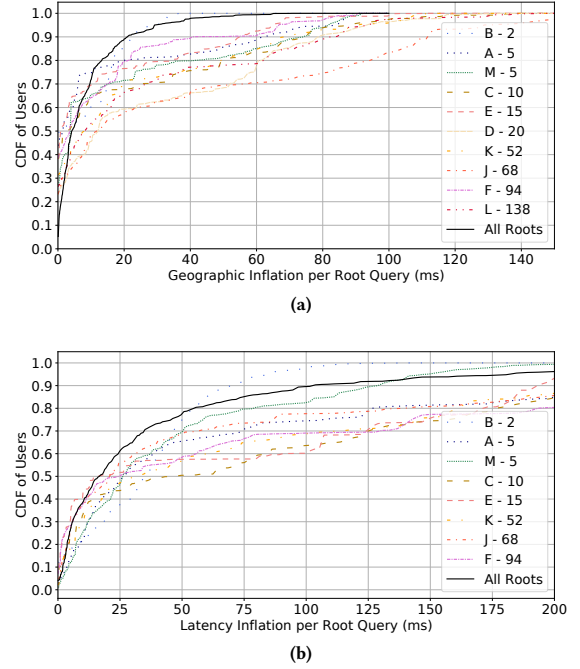 1.0
0.9
0.8
0.7
0.6
0.5
0.4
0.3
0.2
0.1
0.0
CDF of Users
B - 2
A - 5
M - 5
C - 10
E - 15
D - 20
K - 52
J - 68
F - 94
L - 138
All Roots
0 20 40 60 80 100 120 140
Geographic Inflation per Root Query (ms)
(a)
1.0
0.9
0.8
0.7
0.6
0.5
0.4
0.3
0.2
0.1
0.0
CDF of Users
B - 2
A - 5
M - 5
C - 10
E - 15
K - 52
J - 68
F - 94
All Roots
0 25 50 75 100 125 150 175 200
Latency Inflation per Root Query (ms)
(b)